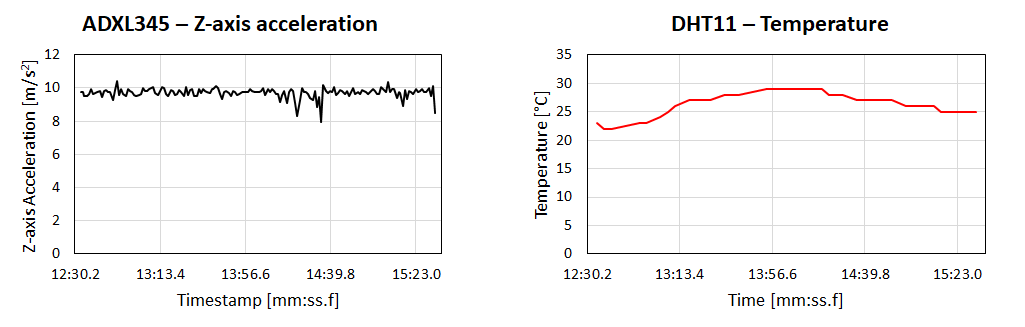 ADXL345 – Z-axis acceleration
Z-axis Acceleration [m/s²]
12
10
8
6
4
2
0
12:30.2 13:13.4 13:56.6 14:39.8 15:23.0
Timestamp [mm:ss.f]
DHT11 – Temperature
Temperature [°C]
35
30
25
20
15
10
5
0
12:30.2 13:13.4 13:56.6 14:39.8 15:23.0
Time [mm:ss.f]